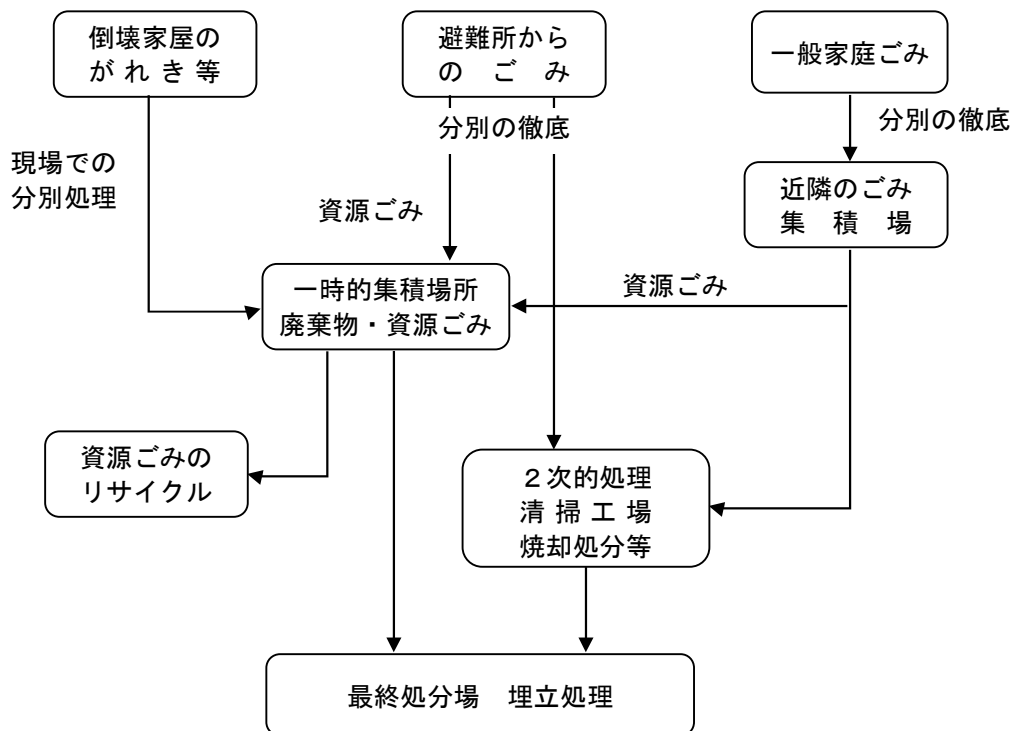 倒壊家屋の
がれき等
避難所から
のごみ
一般家庭ごみ
分別の徹底
分別の徹底
現場での
分別処理
近隣のごみ
集積場
資源ごみ
一時的集積場所
廃棄物・資源ごみ
資源ごみ
資源ごみの
リサイクル
２次的処理
清掃工場
焼却処分等
最終処分場　埋立処理